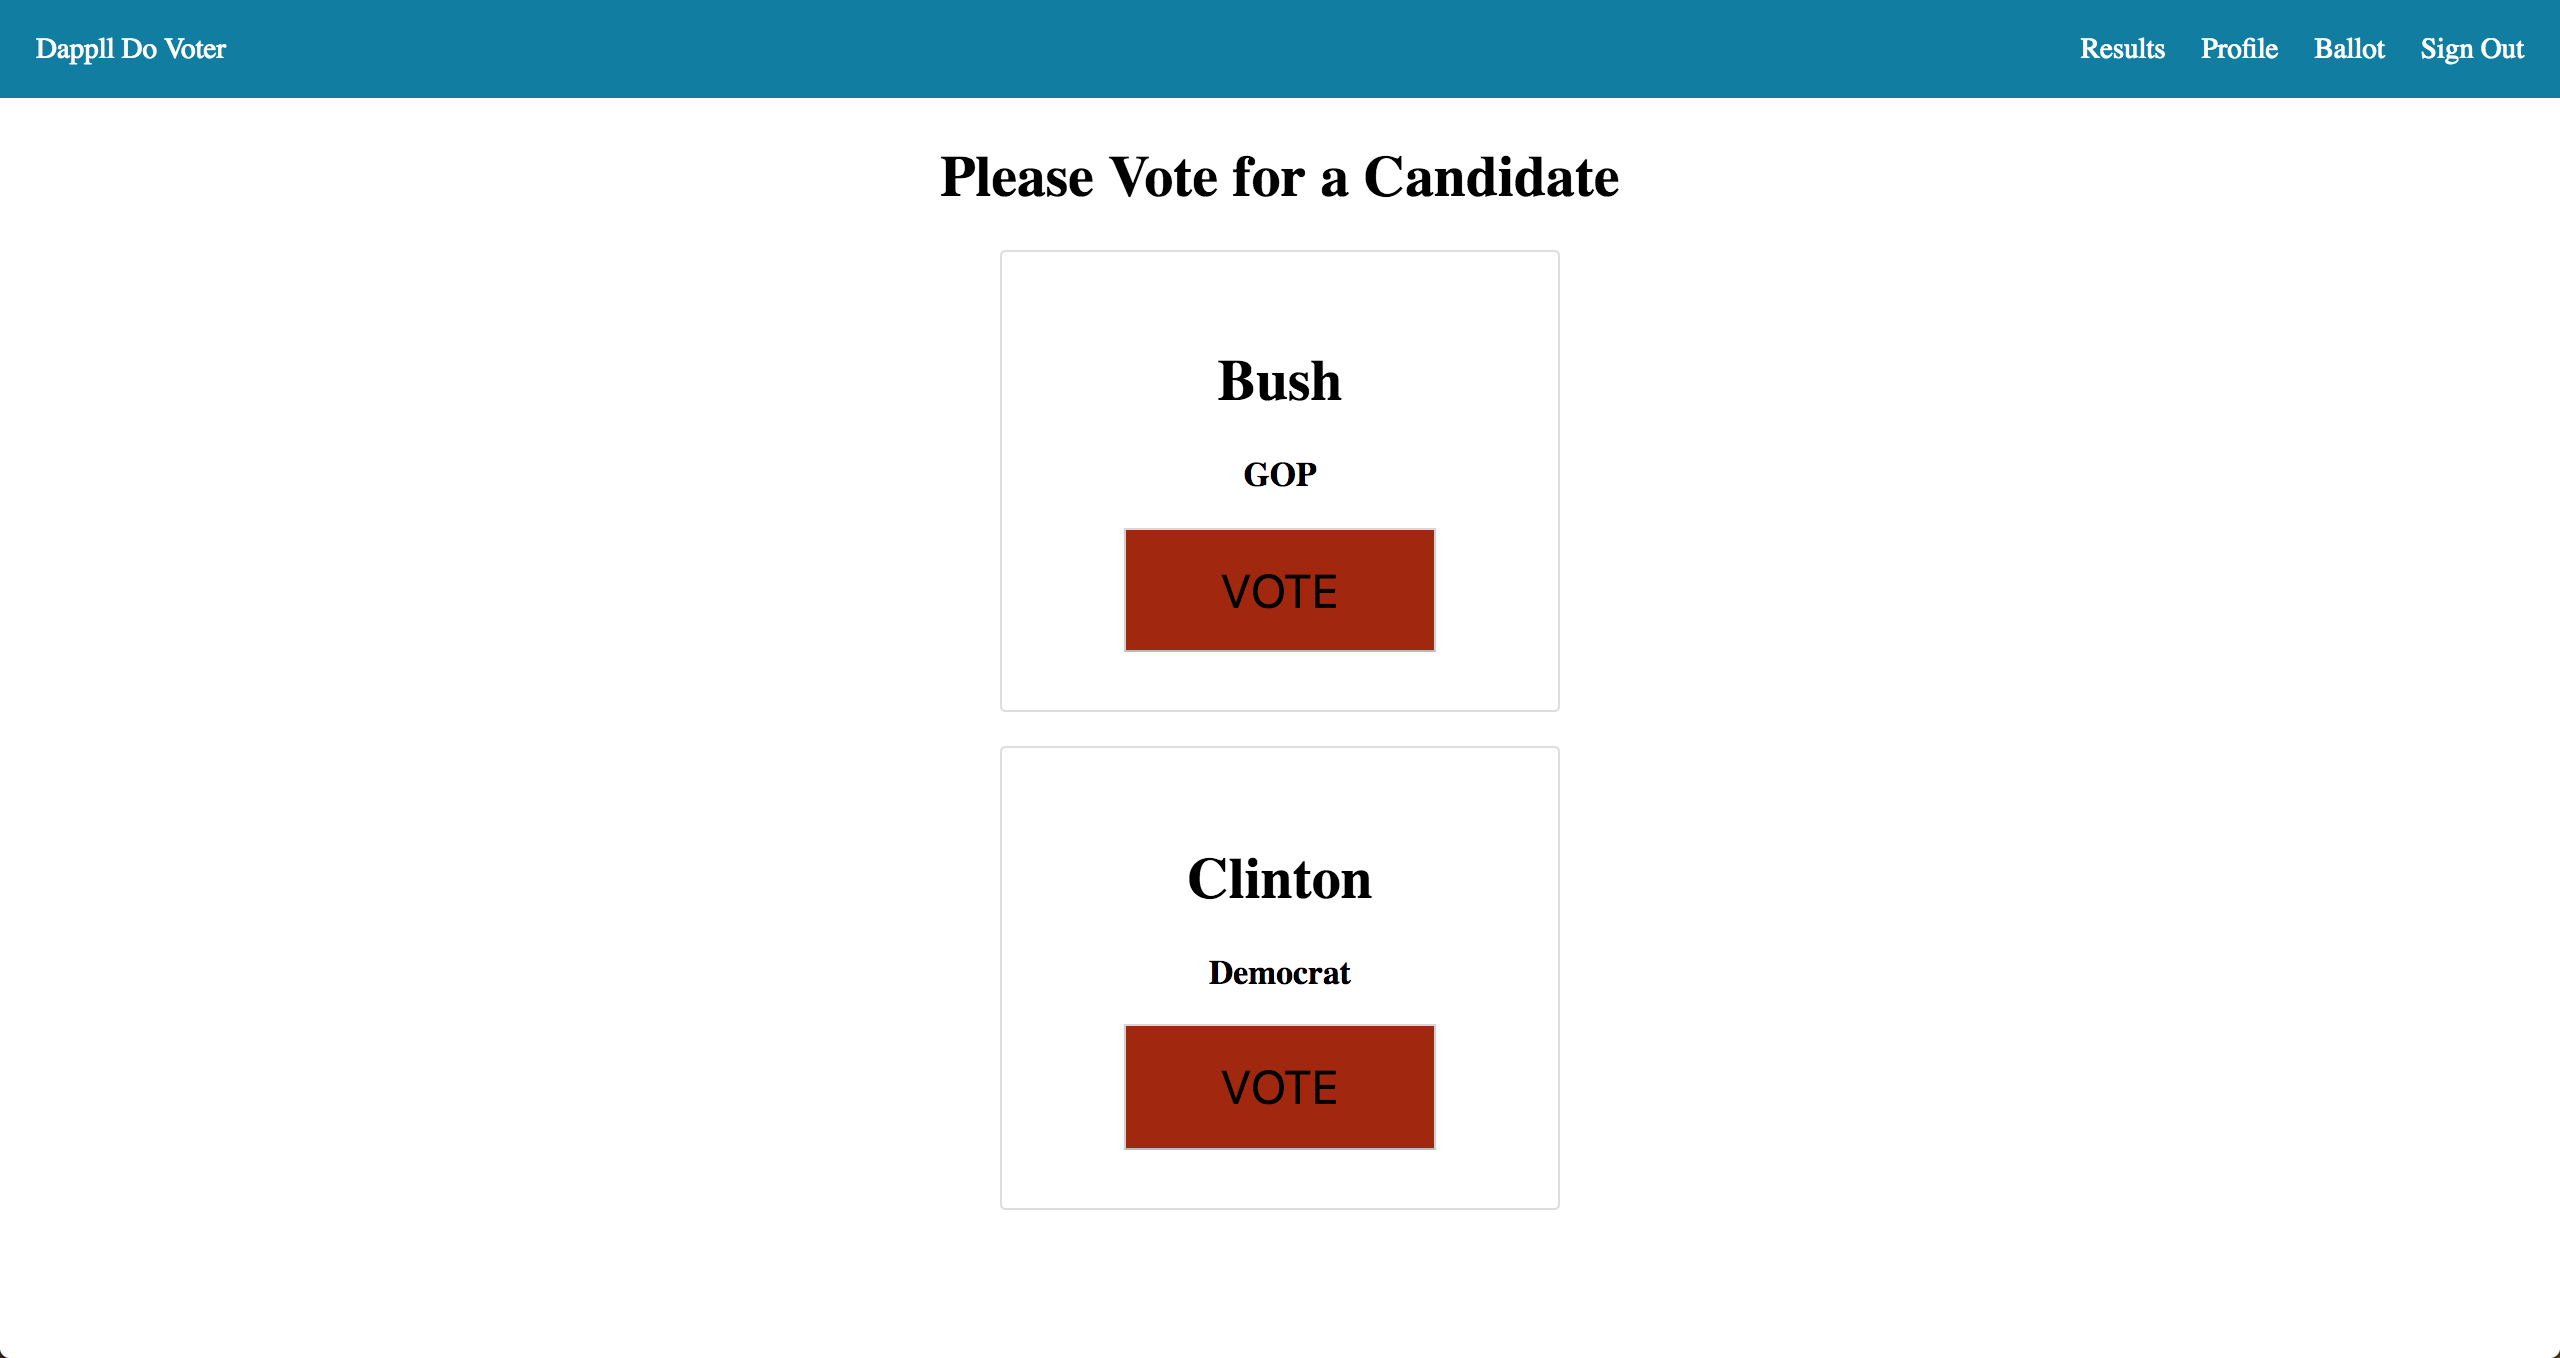 Dappll Do Voter
Results Profile Ballot Sign Out
Please Vote for a Candidate
Bush
GOP
VOTE
Clinton
Democrat
VOTE